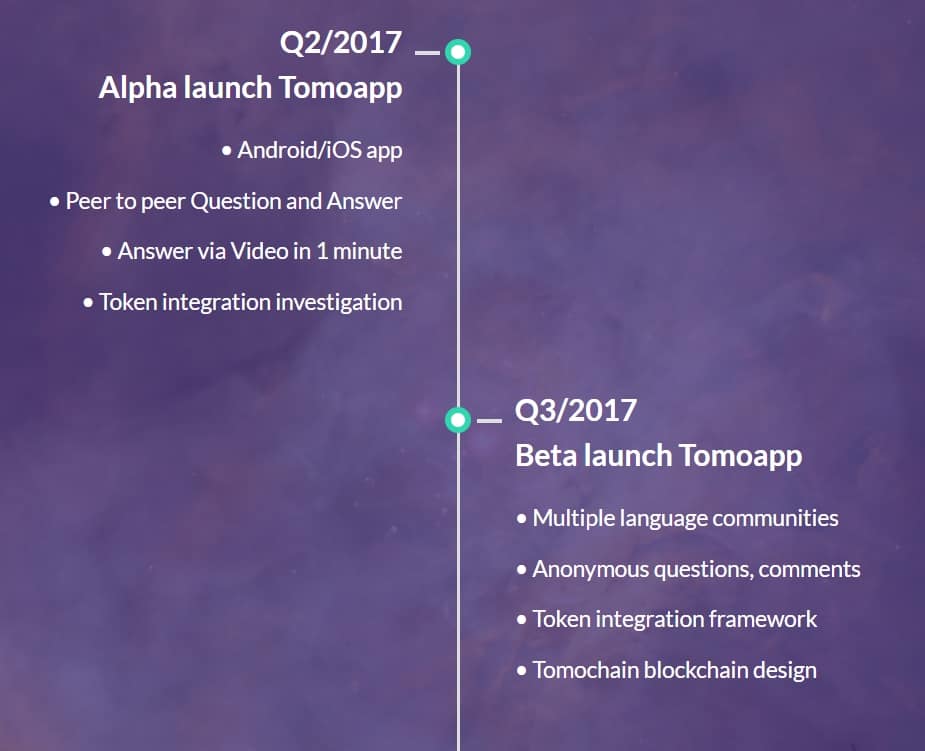 Q2/2017
Alpha launch Tomoapp
• Android/iOS app
• Peer to peer Question and Answer
• Answer via Video in 1 minute
• Token integration investigation
Q3/2017
Beta launch Tomoapp
• Multiple language communities
• Anonymous questions, comments
• Token integration framework
• Tomochain blockchain design